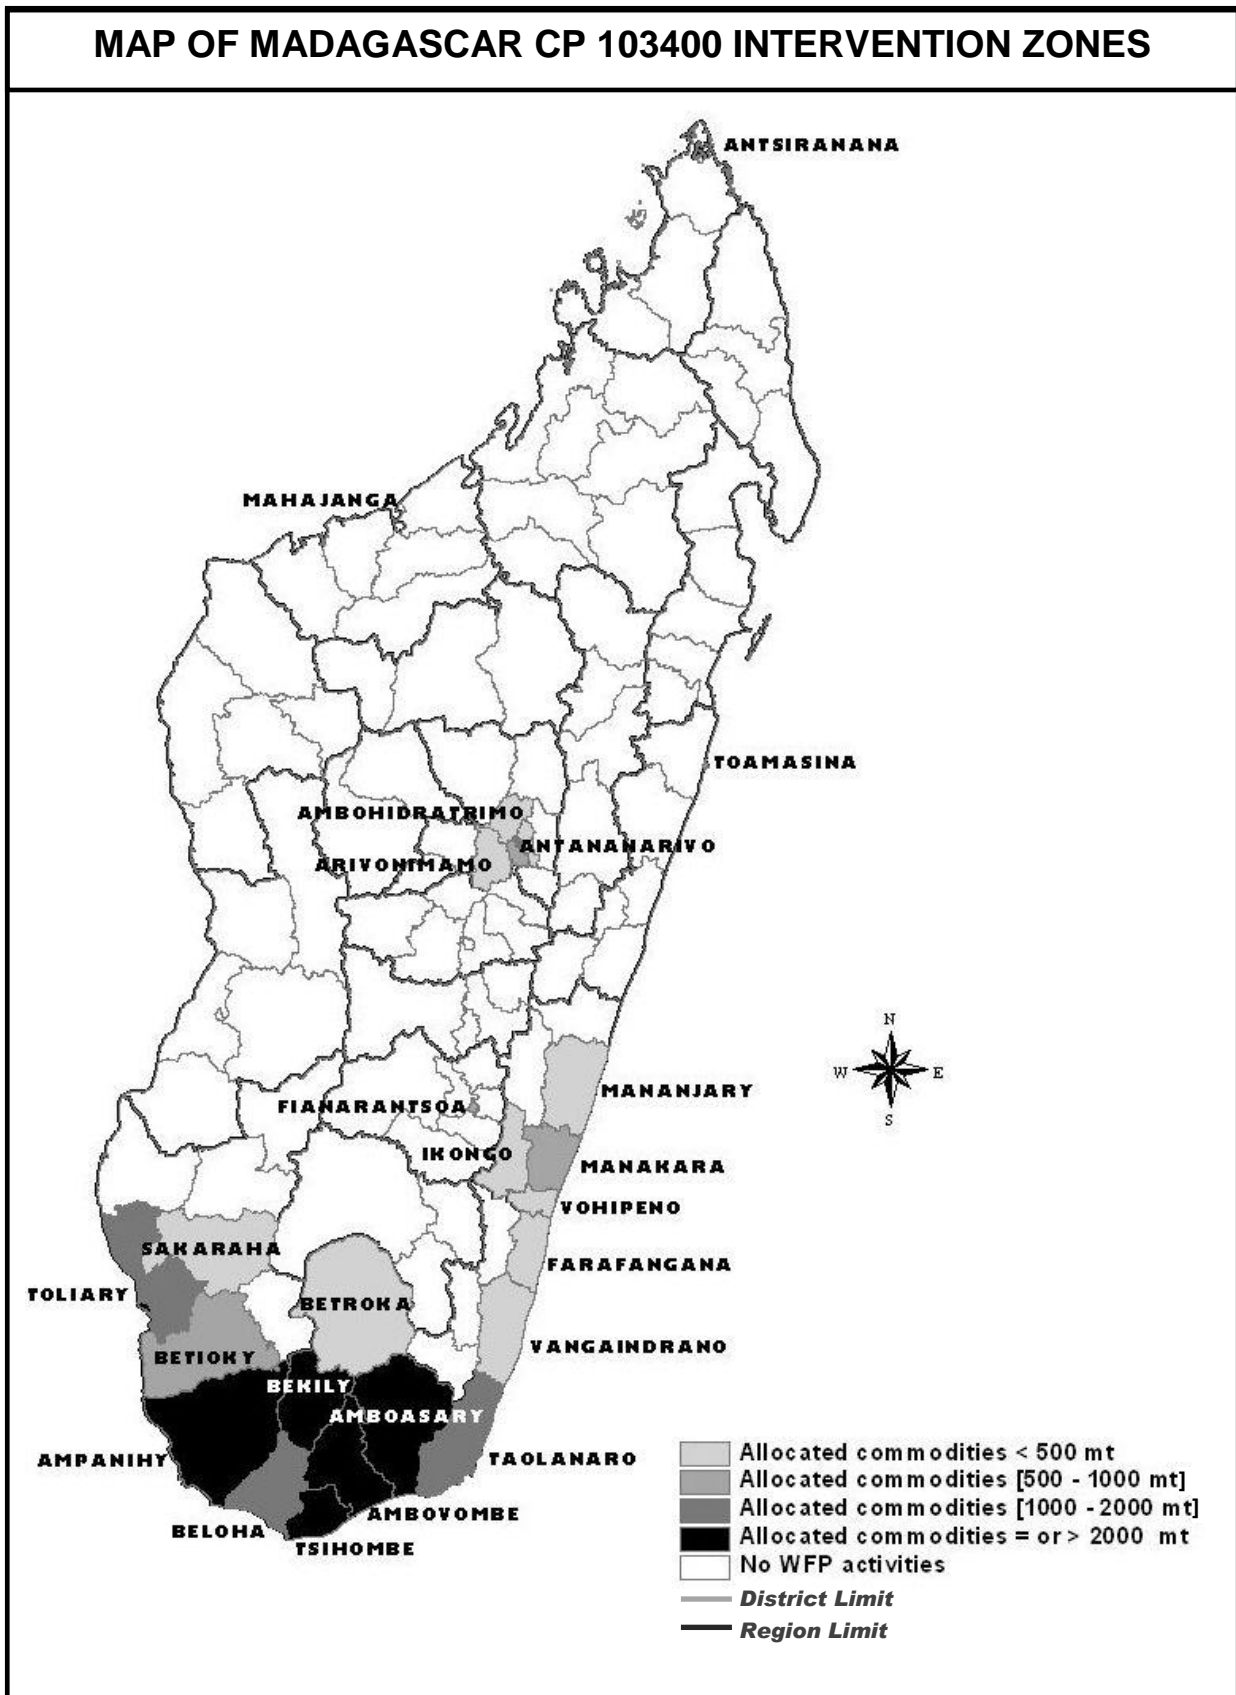 MAP OF MADAGASCAR CP 103400 INTERVENTION ZONES
ANTSIRANANA
MAHAJANGA
TOAMASINA
AMBOHIDRATRIMO
ANTANANARIVO
ARIVONIMAMO
N
W E
S
MANANJARY
FIANARANTSOA
IKONGO
MANAKARA
VOHIPENO
SAKARAHA
FARAFANGANA
TOLIARY
BETROKA
VANGAINDRANO
BETIOKY
BEKILY
AMBOASARY
AMPANIHY
TAOLANARO
AMBOVOMBE
BELOHA
TSIHOMBE
Allocated commodities < 500 mt
Allocated commodities [500 - 1000 mt]
Allocated commodities [1000 - 2000 mt]
Allocated commodities = or > 2000 mt
No WFP activities
District Limit
Region Limit